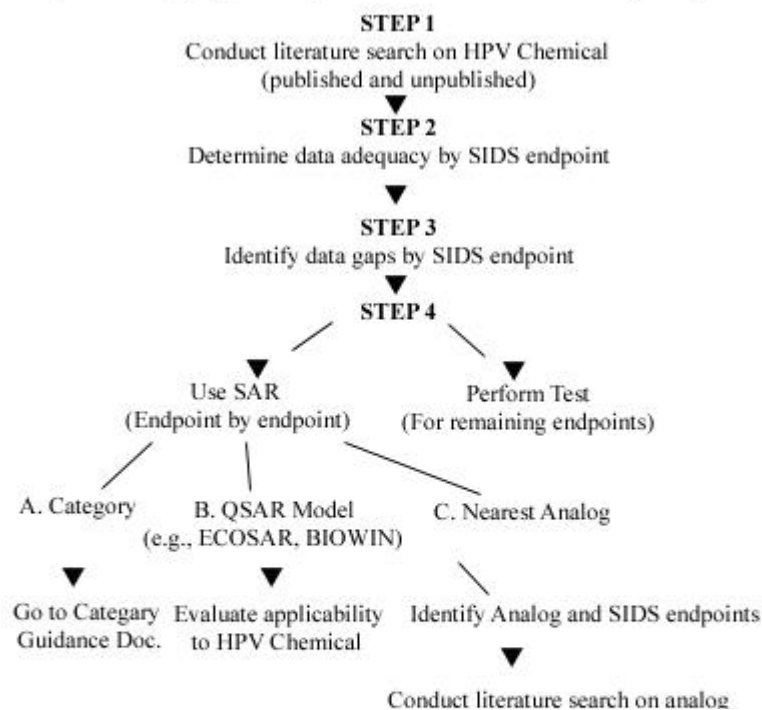 STEP 1
Conduct literature search on HPV Chemical
(published and unpublished)
STEP 2
Determine data adequacy by SIDS endpoint
STEP 3
Identify data gaps by SIDS endpoint
STEP 4
Use SAR
(Endpoint by endpoint)
Perform Test
(For remaining endpoints)
A. Category
B. QSAR Model
(e.g., ECOSAR, BIOWIN)
C. Nearest Analog
Go to Categary
Guidance Doc.
Evaluate applicability
to HPV Chemical
Identify Analog and SIDS endpoints
Conduct literature search on analog